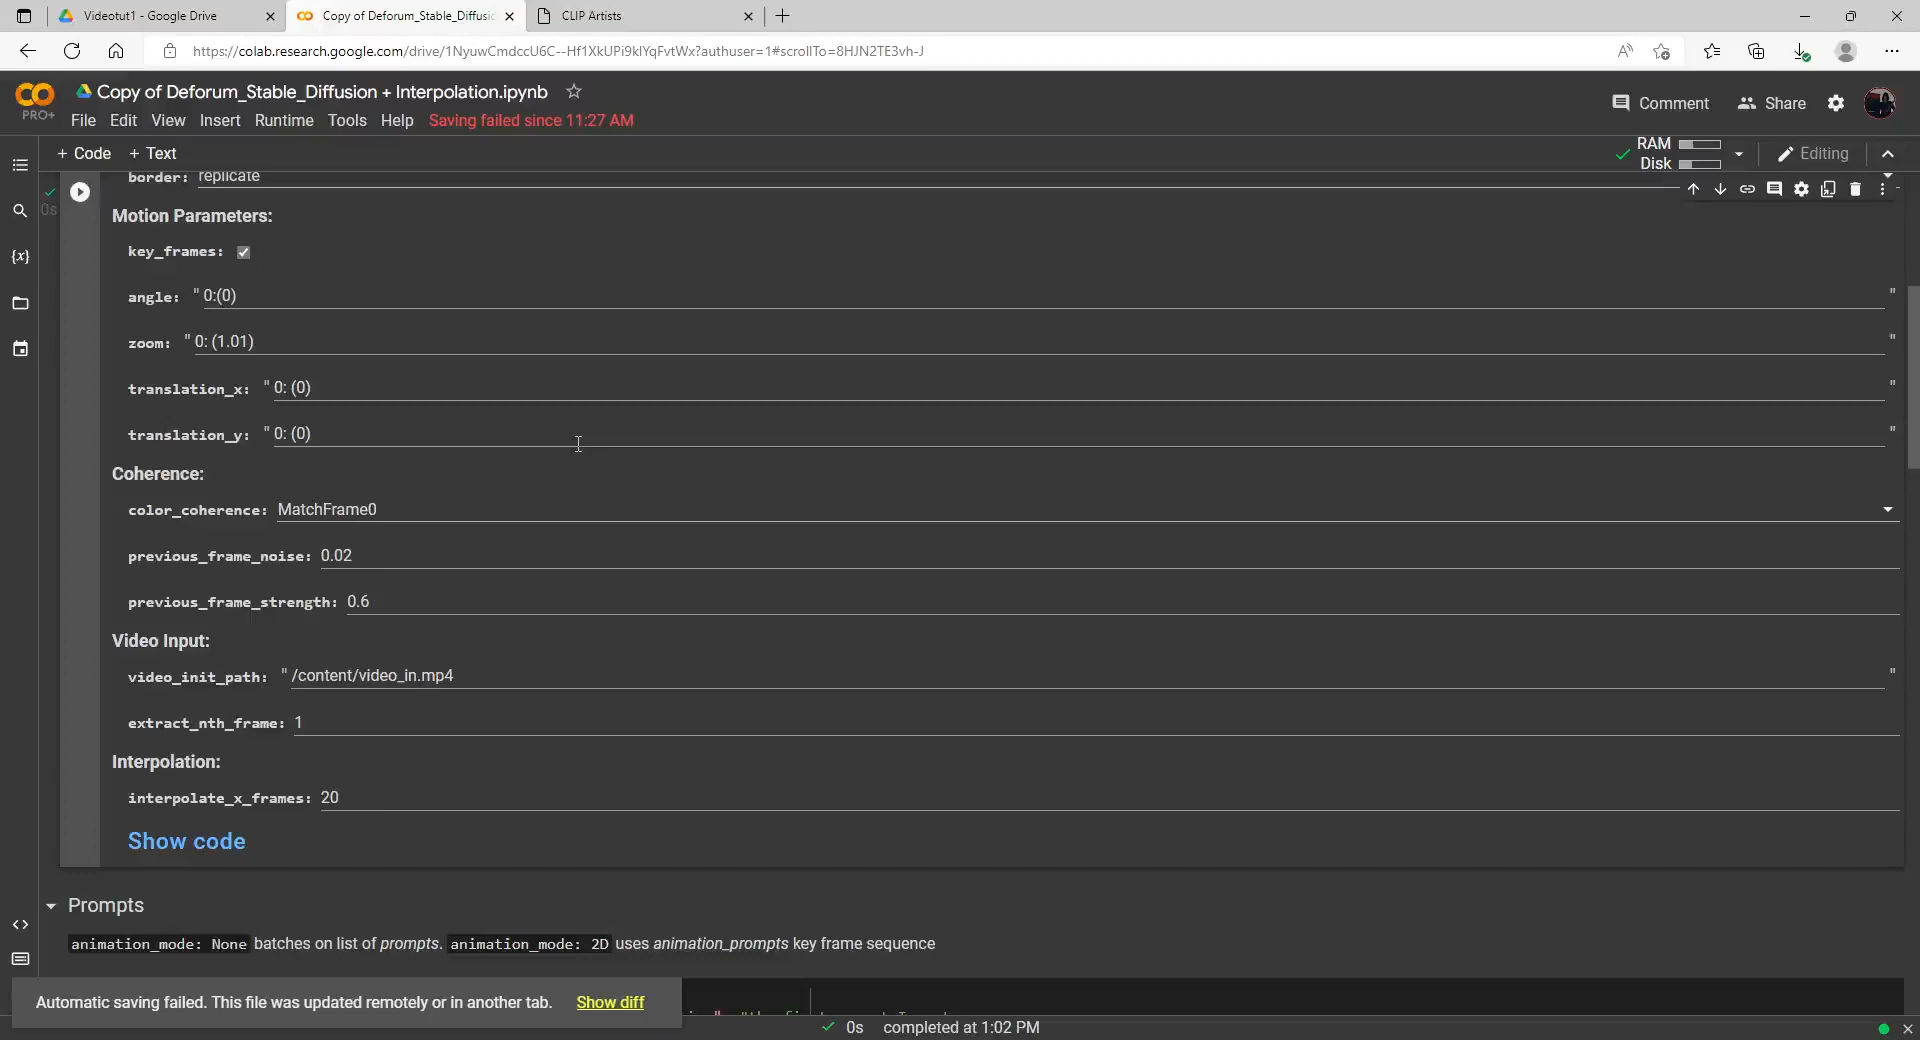 Videotut1 - Google Drive
Copy of Deforum_Stable_Diffusic
CLIP Artists
https://colab.research.google.com/drive/1NyuwCmdccU6C--Hf1XkUPi9klYqFvtWx?authuser=1#scrollTo=8HJN2TE3vh-J
CO
PRO+
Copy of Deforum_Stable_Diffusion + Interpolation.ipynb
Comment
Share
File Edit View Insert Runtime Tools Help Saving failed since 11:27 AM
+ Code + Text
RAM
Disk
Editing
border: replicate
0s
Motion Parameters:
key_frames:
angle: " 0:(0) "
zoom: " 0: (1.01) "
translation_x: " 0: (0) "
translation_y: " 0: (0) "
Coherence:
color_coherence: MatchFrame0
previous_frame_noise: 0.02
previous_frame_strength: 0.6
Video Input:
video_init_path: " /content/video_in.mp4 "
extract_nth_frame: 1
Interpolation:
interpolate_x_frames: 20
Show code
Prompts
animation_mode: None batches on list of prompts. animation_mode: 2D uses animation_prompts key frame sequence
Automatic saving failed. This file was updated remotely or in another tab. Show diff
0s completed at 1:02 PM